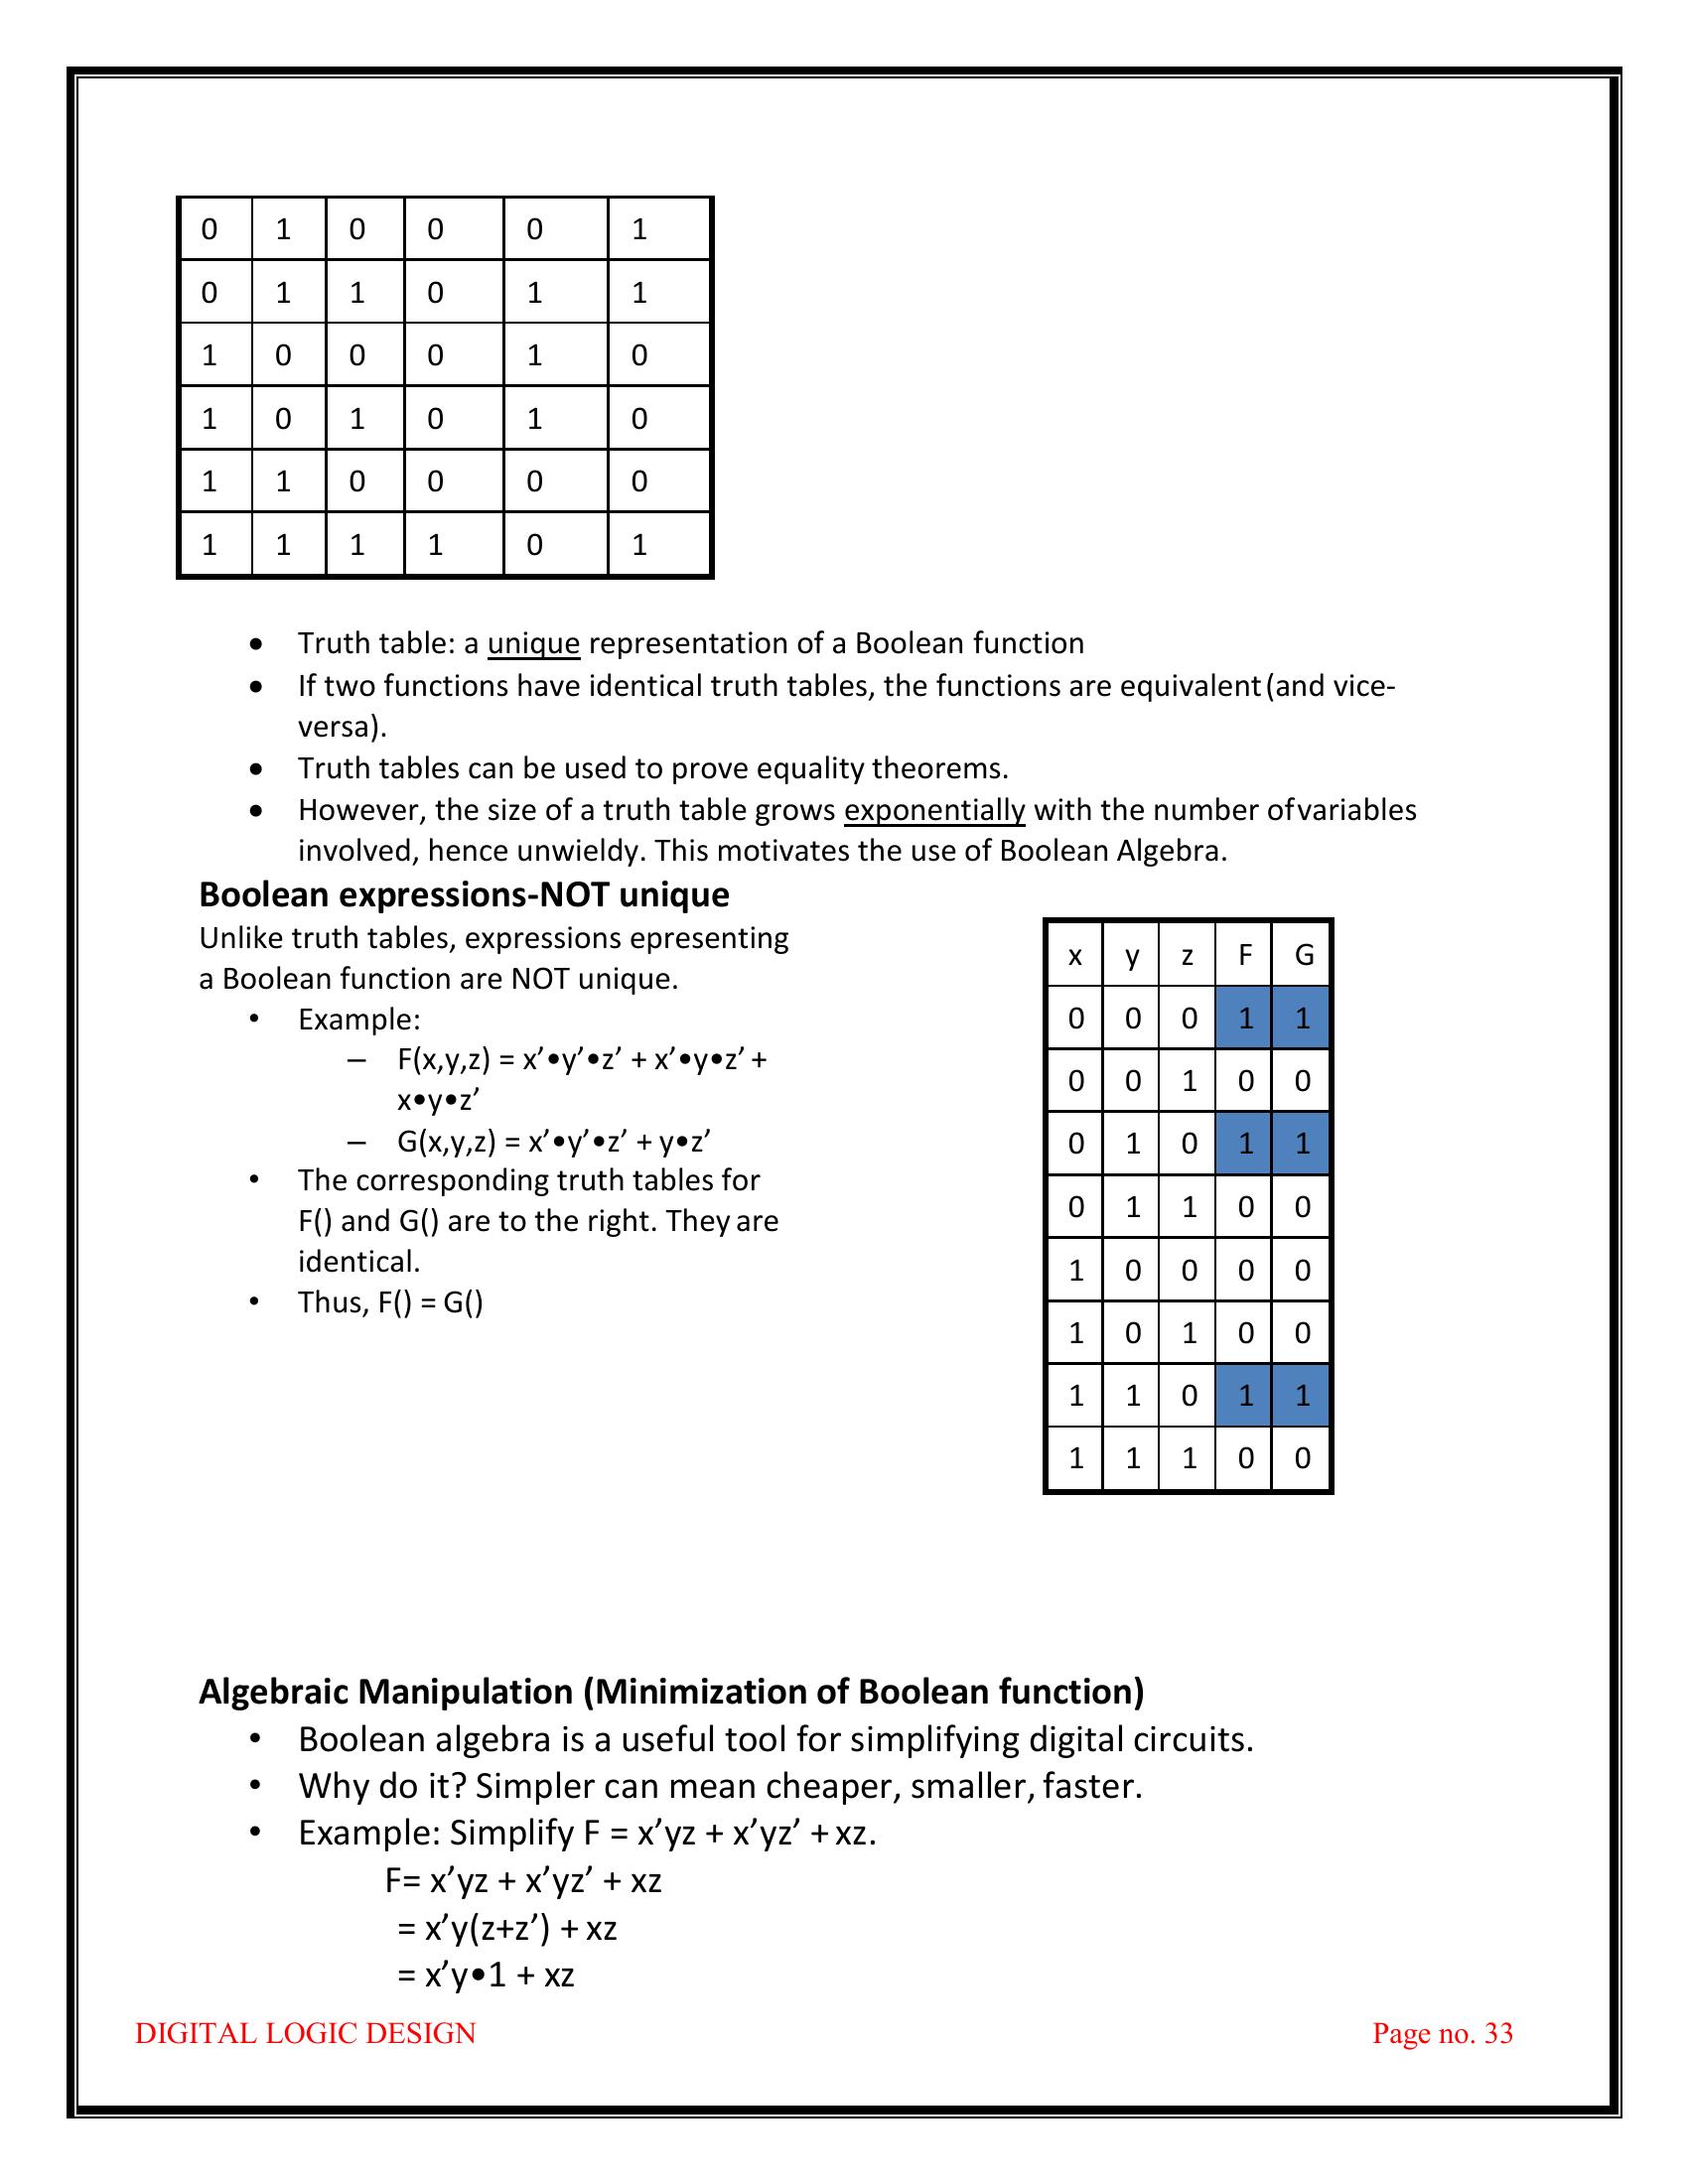 0 1 0 0 0 1
0 1 1 0 1 1
1 0 0 0 1 0
1 0 1 0 1 0
1 1 0 0 0 0
1 1 1 1 0 1
• Truth table: a unique representation of a Boolean function
• If two functions have identical truth tables, the functions are equivalent (and vice-
versa).
• Truth tables can be used to prove equality theorems.
• However, the size of a truth table grows exponentially with the number ofvariables
involved, hence unwieldy. This motivates the use of Boolean Algebra.
Boolean expressions-NOT unique
Unlike truth tables, expressions epresenting
a Boolean function are NOT unique.
• Example:
– F(x,y,z) = x’•y’•z’ + x’•y•z’ +
x•y•z’
– G(x,y,z) = x’•y’•z’ + y•z’
• The corresponding truth tables for
F() and G() are to the right. They are
identical.
• Thus, F() = G()
x y z F G
0 0 0 1 1
0 0 1 0 0
0 1 0 1 1
0 1 1 0 0
1 0 0 0 0
1 0 1 0 0
1 1 0 1 1
1 1 1 0 0
Algebraic Manipulation (Minimization of Boolean function)
• Boolean algebra is a useful tool for simplifying digital circuits.
• Why do it? Simpler can mean cheaper, smaller, faster.
• Example: Simplify F = x’yz + x’yz’ + xz.
F= x’yz + x’yz’ + xz
= x’y(z+z’) + xz
= x’y•1 + xz
DIGITAL LOGIC DESIGN Page no. 33